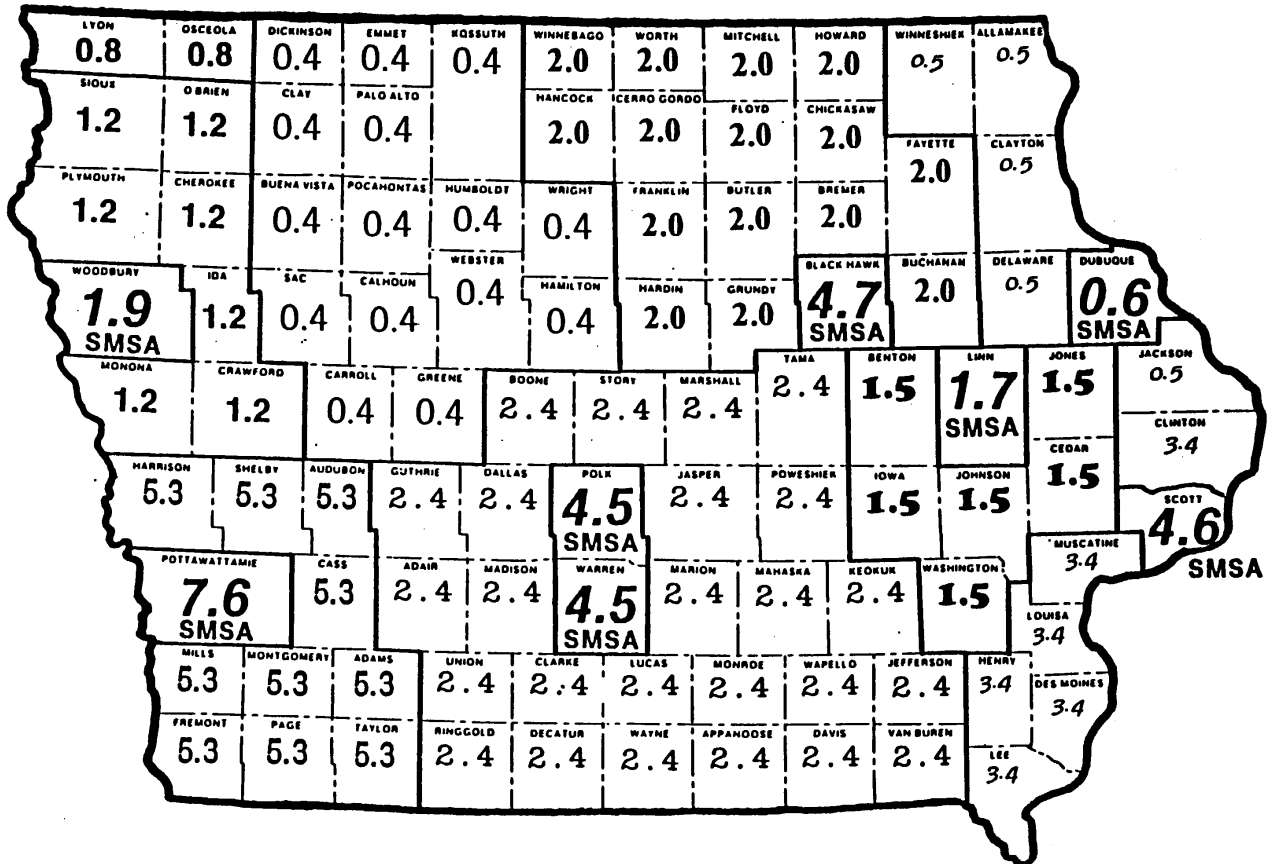 LYON OSCEOLA DICKINSON EMMET KOSSUTH WINNEBAGO WORTH MITCHELL HOWARD WINNESHIEK ALLAMAKEE
0.8 0.8 0.4 0.4 0.4 2.0 2.0 2.0 2.0 0.5 0.5
SIOUX O BRIEN CLAY PALO ALTO HANCOCK CERRO GORDO FLOYD CHICKASAW
1.2 1.2 0.4 0.4 2.0 2.0 2.0 2.0
FAYETTE CLAYTON
2.0 0.5
PLYMOUTH CHEROKEE BUENA VISTA POCAHONTAS HUMBOLDT WRIGHT FRANKLIN BUTLER BREMER
1.2 1.2 0.4 0.4 0.4 0.4 2.0 2.0 2.0
WOODBURY IDA SAC CALHOUN WEBSTER HAMILTON HARDIN GRUNDY BLACK HAWK BUCHANAN DELAWARE DUBUQUE
1.9 1.2 0.4 0.4 0.4 0.4 2.0 2.0 4.7 2.0 0.5 0.6
SMSA SMSA SMSA
MONONA CRAWFORD CARROLL GREENE BOONE STORY MARSHALL TAMA BENTON LINN JONES JACKSON
1.2 1.2 0.4 0.4 2.4 2.4 2.4 2.4 1.5 1.7 1.5 0.5
SMSA
CLINTON
3.4
HARRISON SHELBY AUDUBON GUTHRIE DALLAS POLK JASPER POWESHIEK IOWA JOHNSON CEDAR SCOTT
5.3 5.3 5.3 2.4 2.4 4.5 2.4 2.4 1.5 1.5 1.5 4.6
SMSA SMSA
POTTAWATTAMIE CASS ADAIR MADISON WARREN MARION MAHASKA KEOKUK WASHINGTON MUSCATINE
7.6 5.3 2.4 2.4 4.5 2.4 2.4 2.4 1.5 3.4
SMSA SMSA
LOUISA
3.4
MILLS MONTGOMERY ADAMS UNION CLARKE LUCAS MONROE WAPELLO JEFFERSON HENRY DES MOINES
5.3 5.3 5.3 2.4 2.4 2.4 2.4 2.4 2.4 3.4 3.4
FREMONT PAGE TAYLOR RINGGOLD DECATUR WAYNE APPANOOSE DAVIS VAN BUREN LEE
5.3 5.3 5.3 2.4 2.4 2.4 2.4 2.4 2.4 3.4